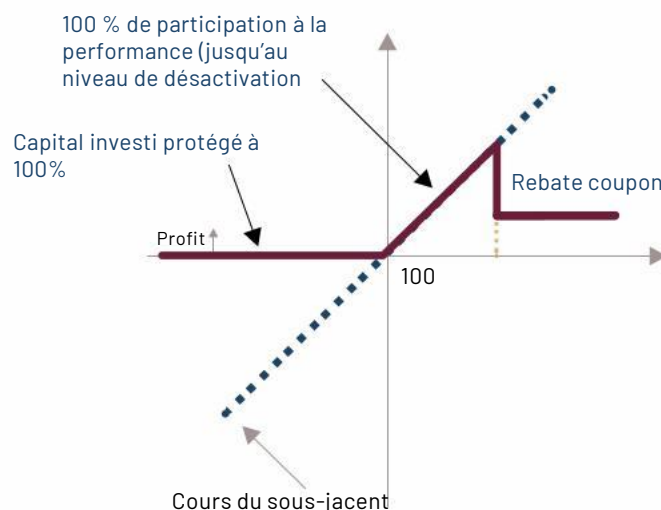 100 % de participation à la
performance (jusqu'au
niveau de désactivation
Capital investi protégé à
100%
Rebate coupon
Profit
100
Cours du sous-jacent